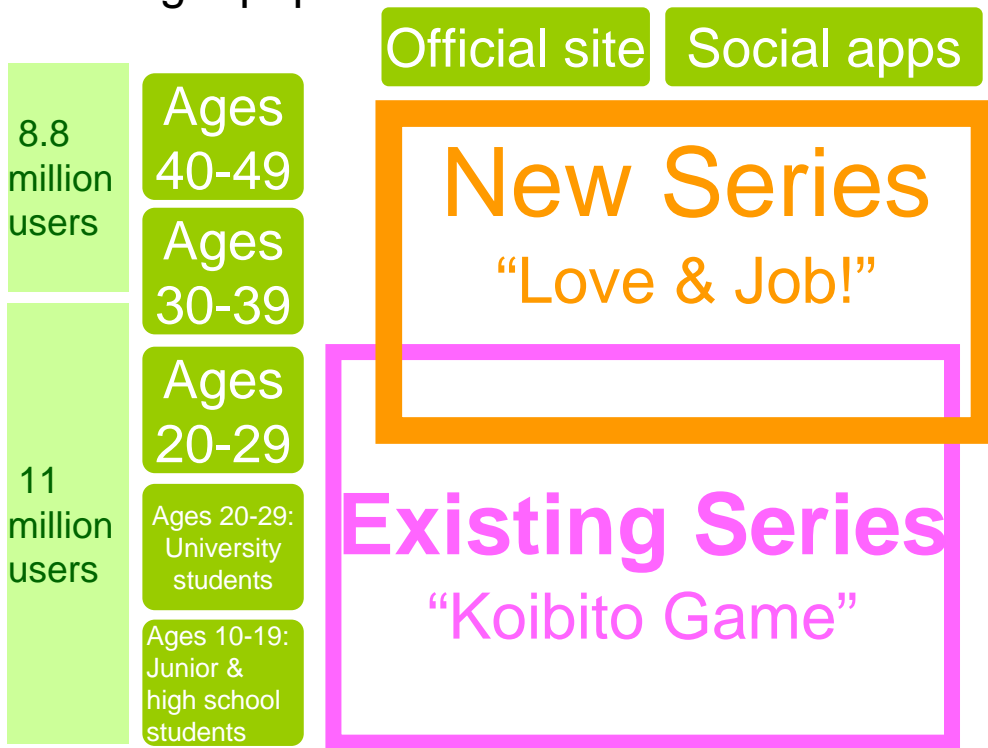 Official site
Social apps
8.8
million
users
Ages
40-49
Ages
30-39
New Series
“Love & Job!”
11
million
users
Ages
20-29
Ages 20-29:
University
students
Ages 10-19:
Junior &
high school
students
Existing Series
“Koibito Game”